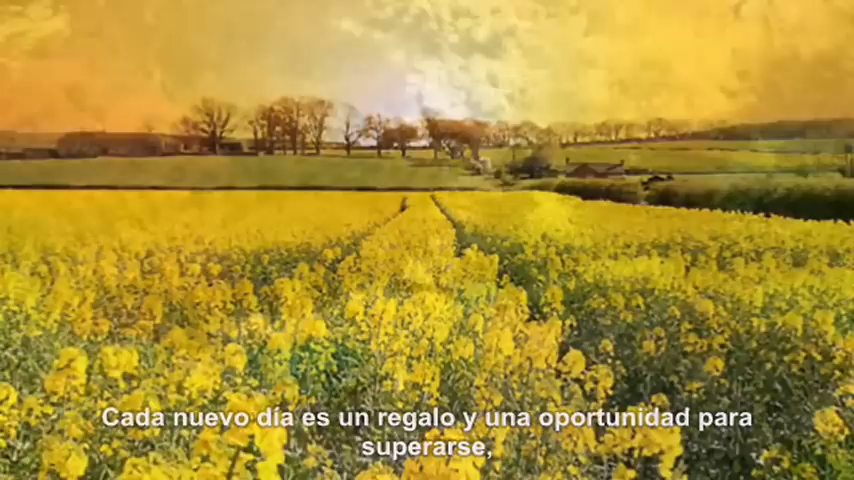 Cada nuevo día es un regalo y una oportunidad para
superarse,